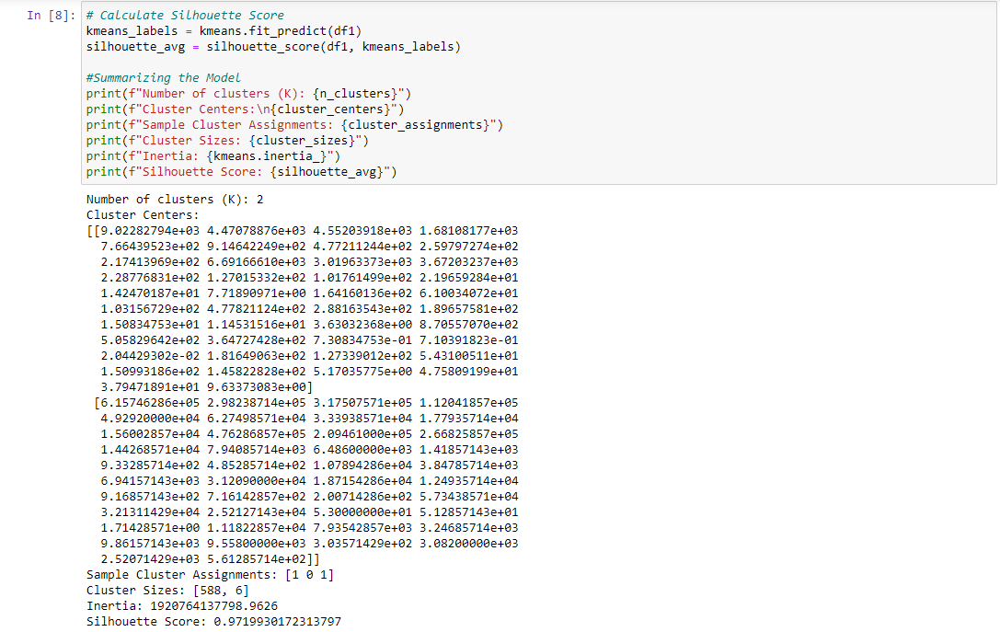 In [8]: # Calculate Silhouette Score
kmeans_labels = kmeans.fit_predict(df1)
silhouette_avg = silhouette_score(df1, kmeans_labels)
#Summarizing the Model
print(f"Number of clusters (K): {n_clusters}")
print(f"Cluster Centers:\n{cluster_centers}")
print(f"Sample Cluster Assignments: {cluster_assignments}")
print(f"Cluster Sizes: {cluster_sizes}")
print(f"Inertia: {kmeans.inertia_}")
print(f"Silhouette Score: {silhouette_avg}")
Number of clusters (K): 2
Cluster Centers:
[[9.02282794e+03 4.47078876e+03 4.55203918e+03 1.68108177e+03
7.66439523e+02 9.14642249e+02 4.77211244e+02 2.59797274e+02
2.17413969e+02 6.69166610e+03 3.01963373e+03 3.67203237e+03
2.28776831e+02 1.27015332e+02 1.01761499e+02 2.19659284e+01
1.42470187e+01 7.71890971e+00 1.64160136e+02 6.10034072e+01
1.03156729e+02 4.77821124e+02 2.88163543e+02 1.89657581e+02
1.50834753e+01 1.14531516e+01 3.63032368e+00 8.70557070e+02
5.05829642e+02 3.64727428e+02 7.30834753e-01 7.10391823e-01
2.04429302e-02 1.81649063e+02 1.27339012e+02 5.43100511e+01
1.50993186e+02 1.45822828e+02 5.17035775e+00 4.75809199e+01
3.79471891e+01 9.63373083e+00]
[6.15746286e+05 2.98238714e+05 3.17507571e+05 1.12041857e+05
4.92920000e+04 6.27498571e+04 3.33938571e+04 1.77935714e+04
1.56002857e+04 4.76286857e+05 2.09461000e+05 2.66825857e+05
1.44268571e+04 7.94085714e+03 6.48600000e+03 1.41857143e+03
9.33285714e+02 4.85285714e+02 1.07894286e+04 3.84785714e+03
6.94157143e+03 3.12090000e+04 1.87154286e+04 1.24935714e+04
9.16857143e+02 7.16142857e+02 2.00714286e+02 5.73438571e+04
3.21311429e+04 2.52127143e+04 5.30000000e+01 5.12857143e+01
1.71428571e+00 1.11822857e+04 7.93542857e+03 3.24685714e+03
9.86157143e+03 9.55800000e+03 3.03571429e+02 3.08200000e+03
2.52071429e+03 5.61285714e+02]]
Sample Cluster Assignments: [1 0 1]
Cluster Sizes: [588, 6]
Inertia: 1920764137798.9626
Silhouette Score: 0.9719930172313797